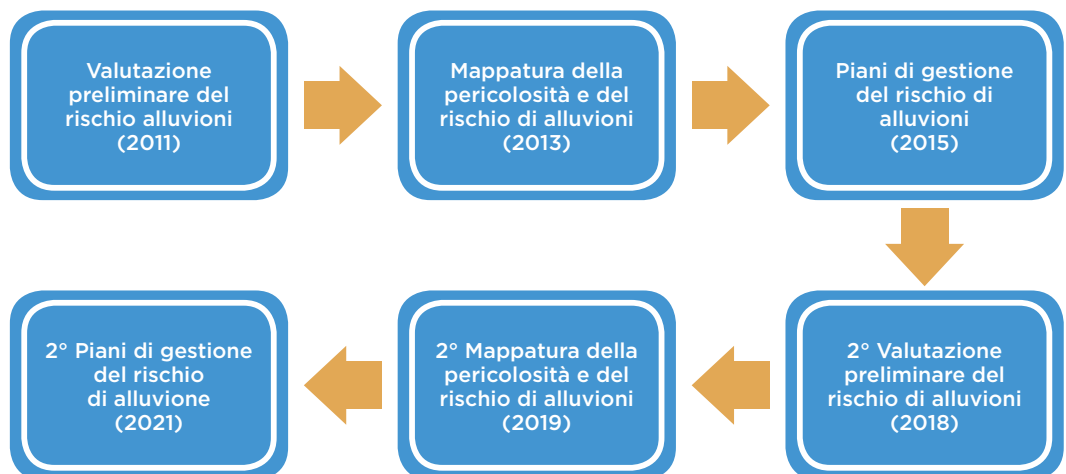 Valutazione
preliminare del
rischio alluvioni
(2011)
Mappatura della
pericolosità e del
rischio di alluvioni
(2013)
Piani di gestione
del rischio di
alluvioni
(2015)
2° Valutazione
preliminare del
rischio di alluvioni
(2018)
2° Mappatura della
pericolosità e del
rischio di alluvioni
(2019)
2° Piani di gestione
del rischio
di alluvione
(2021)